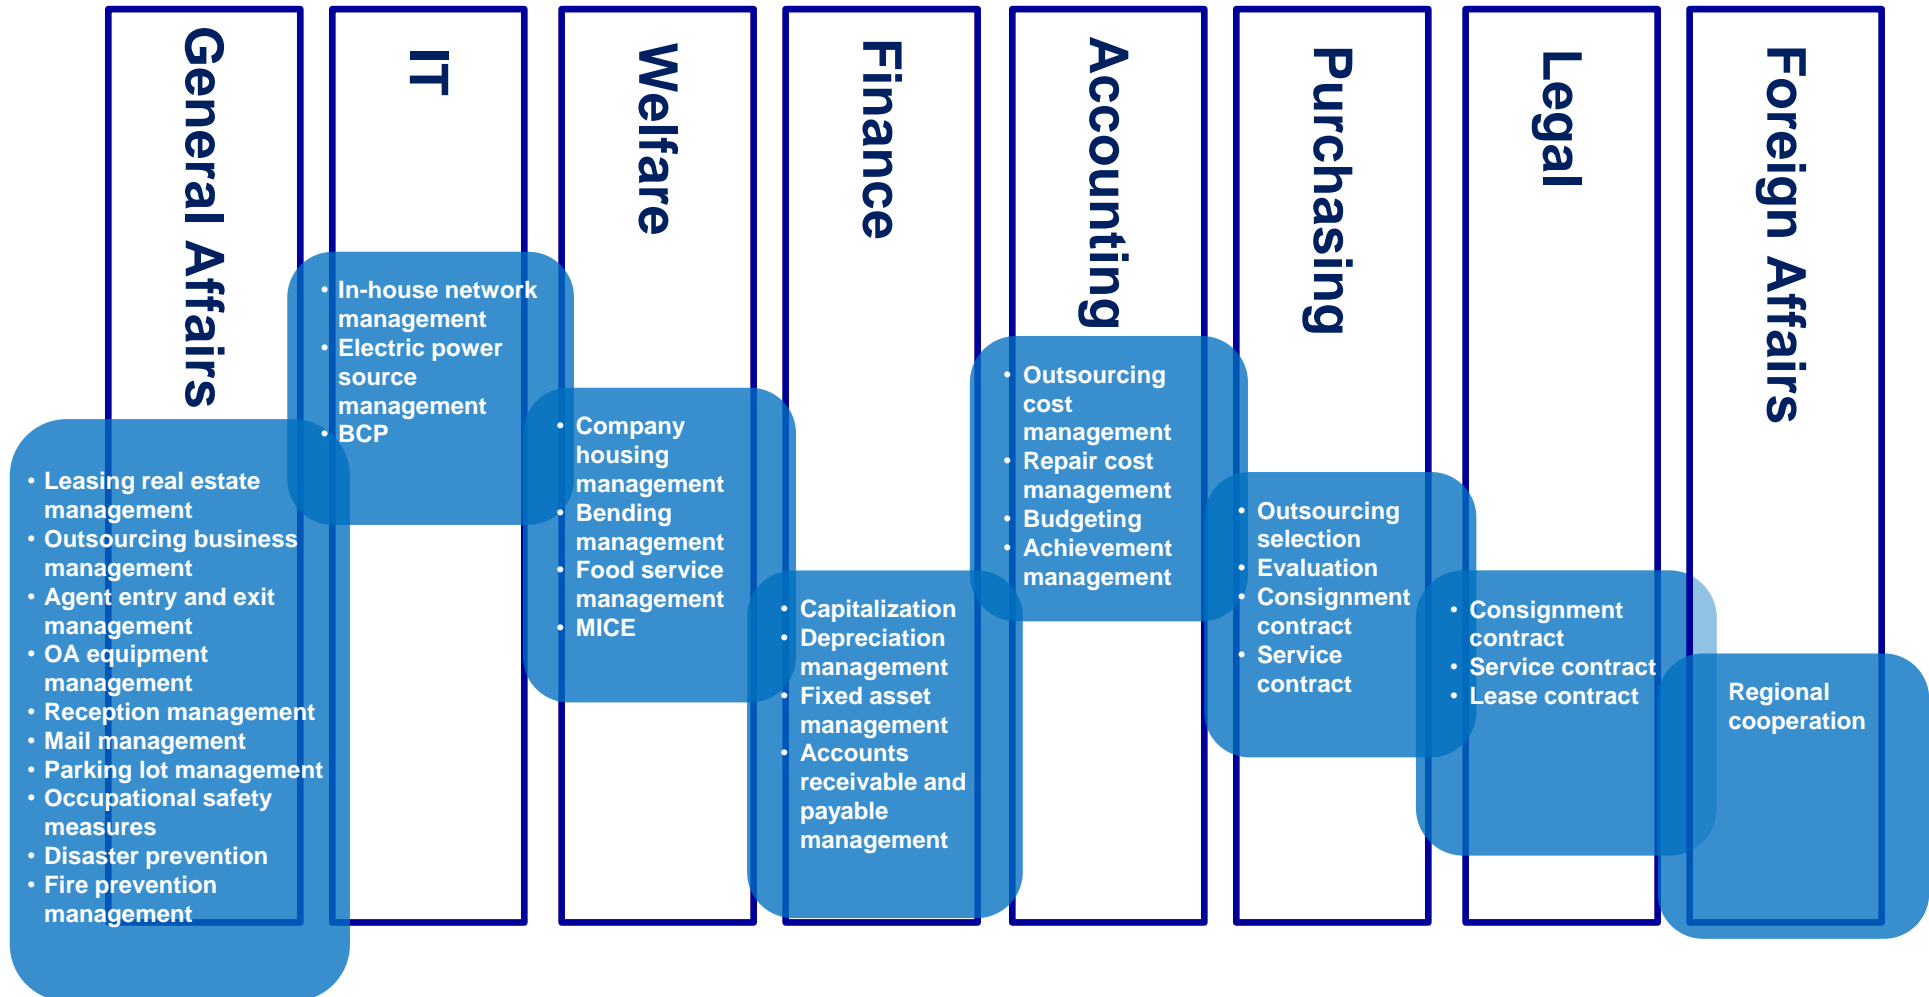 General Affairs
IT
Welfare
Finance
Accounting
Purchasing
Legal
Foreign Affairs
• Leasing real estate
management
• Outsourcing business
management
• Agent entry and exit
management
• OA equipment
management
• Reception management
• Mail management
• Parking lot management
• Occupational safety
measures
• Disaster prevention
• Fire prevention
management
• In-house network
management
• Electric power
source
management
• BCP
• Company
housing
management
• Bending
management
• Food service
management
• MICE
• Capitalization
• Depreciation
management
• Fixed asset
management
• Accounts
receivable and
payable
management
• Outsourcing
cost
management
• Repair cost
management
• Budgeting
• Achievement
management
• Outsourcing
selection
• Evaluation
• Consignment
contract
• Service
contract
• Consignment
contract
• Service contract
• Lease contract
Regional
cooperation